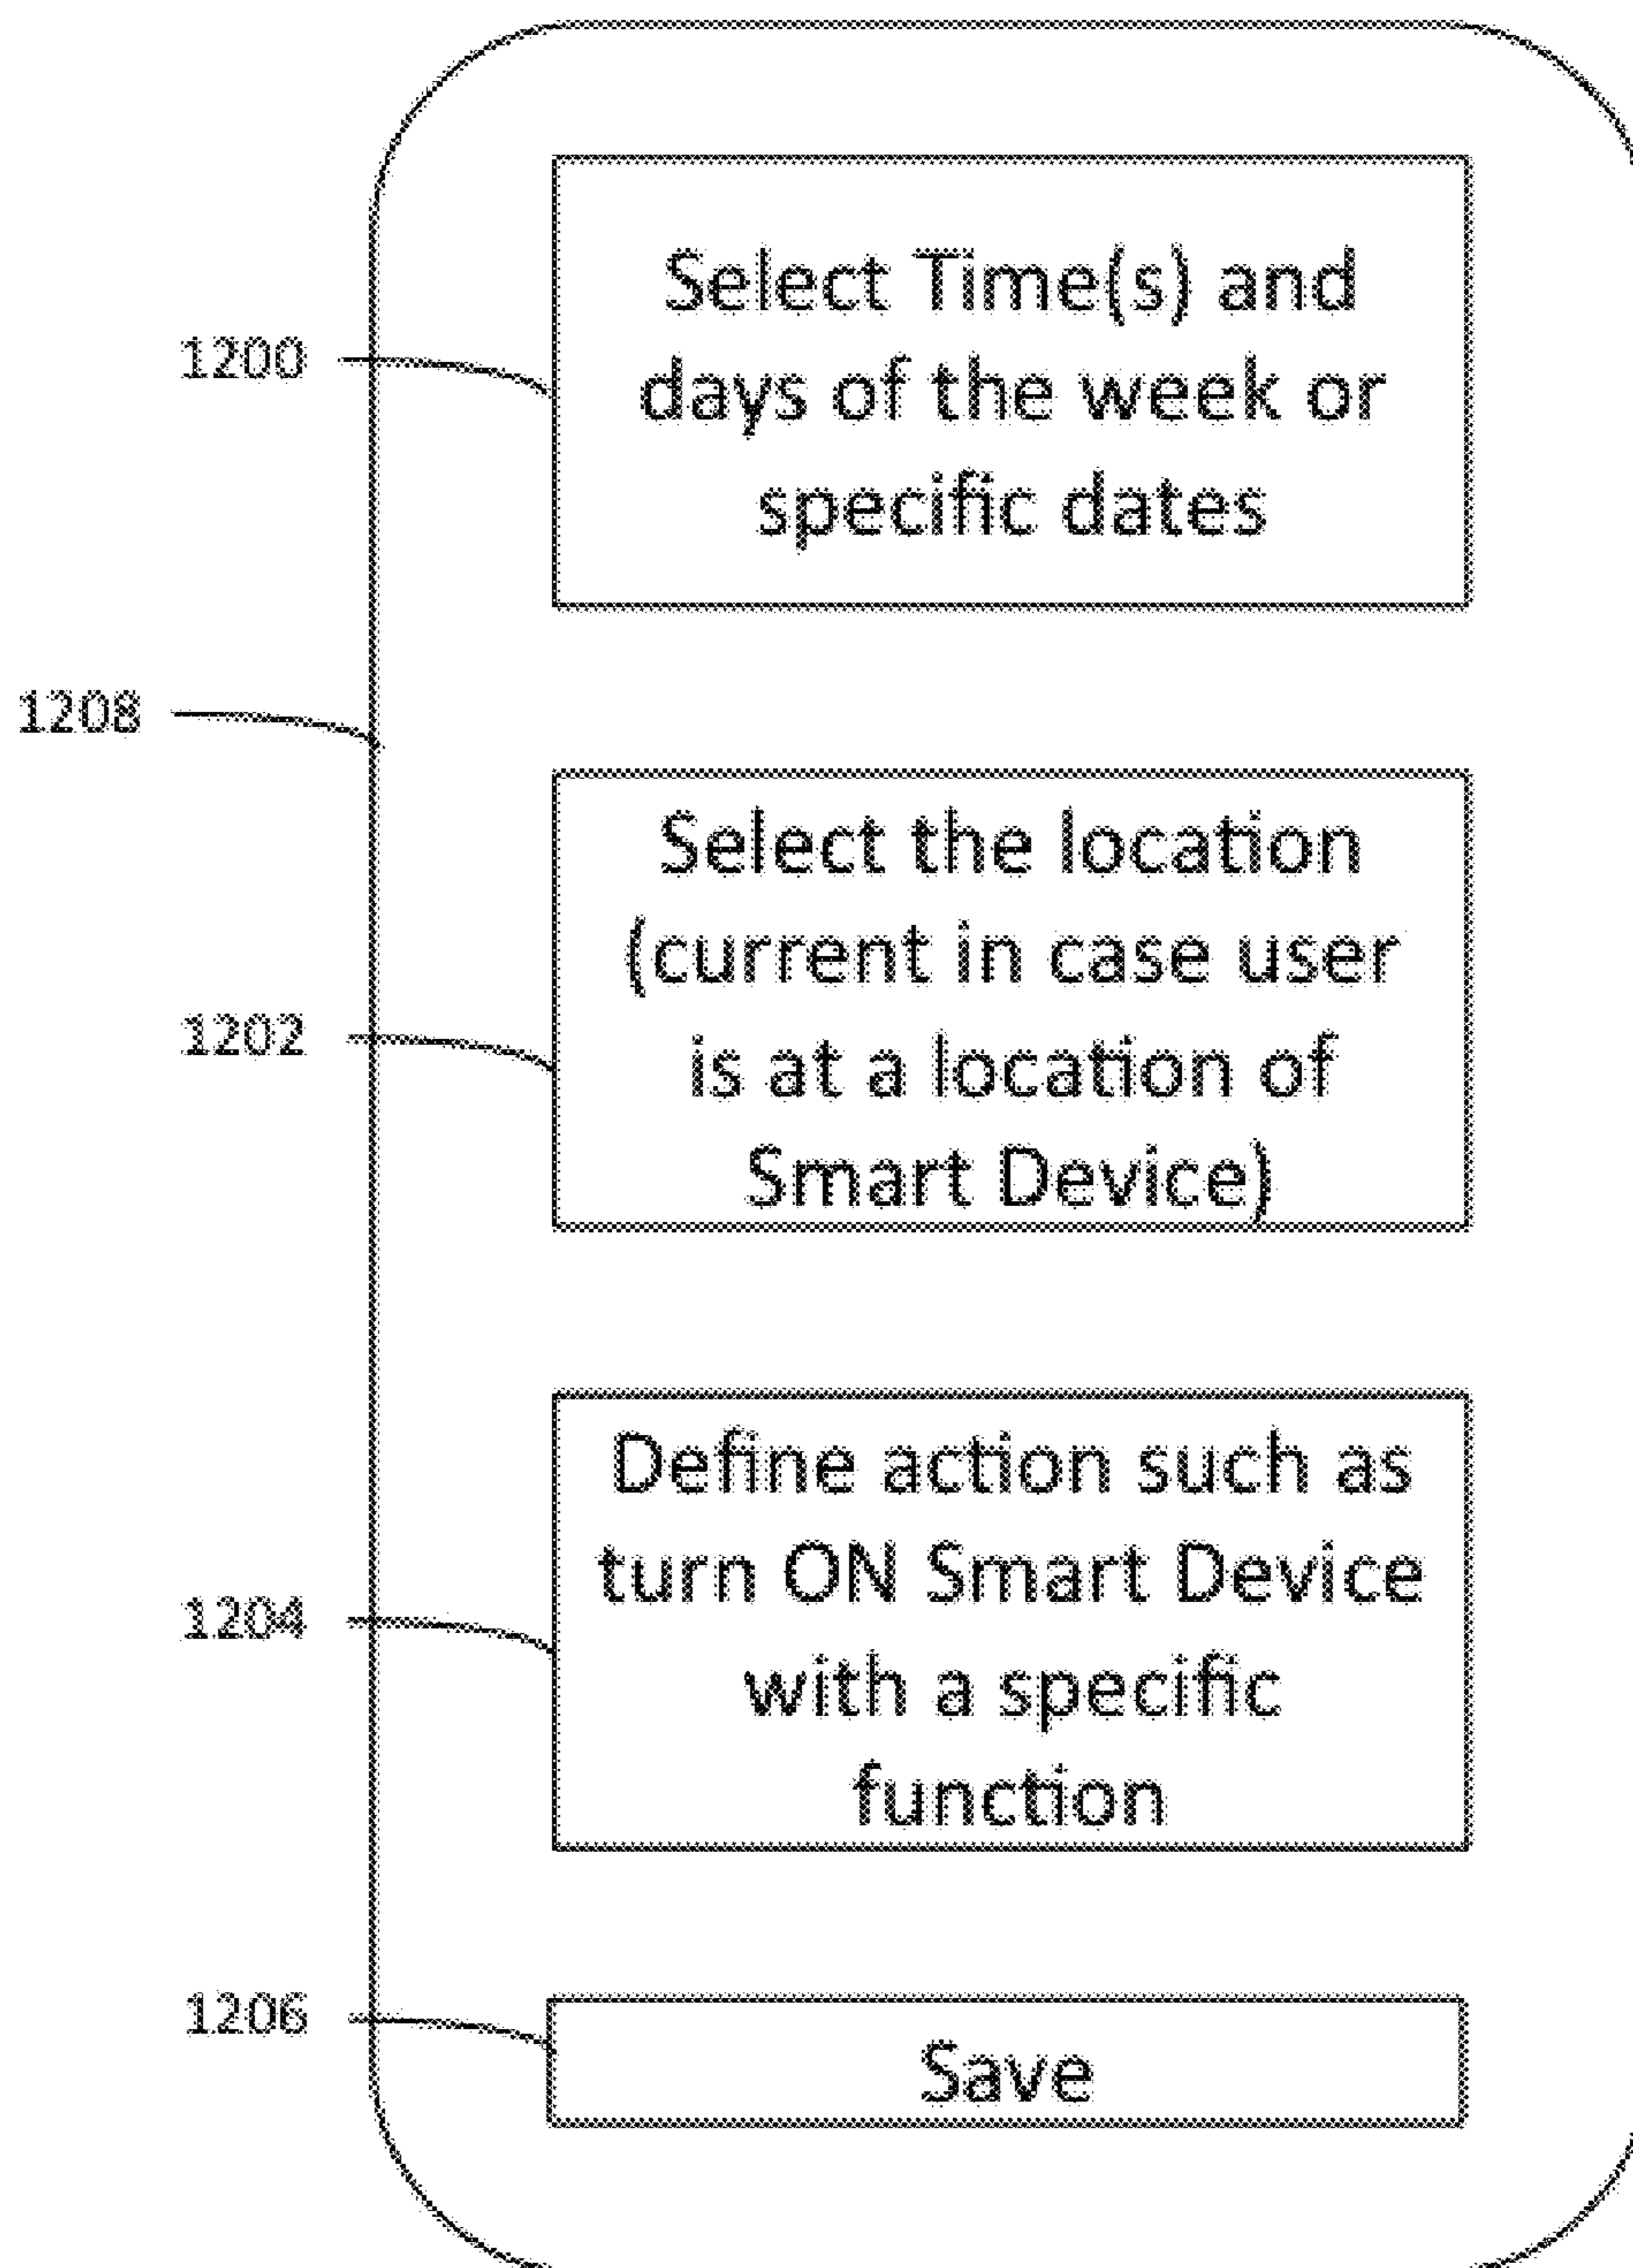 Select Time(s) and
days of the week or
specific dates
1200
1208
Select the location
(current in case user
is at a location of
Smart Device)
1202
Define action such as
turn ON Smart Device
with a specific
function
1204
1206
Save